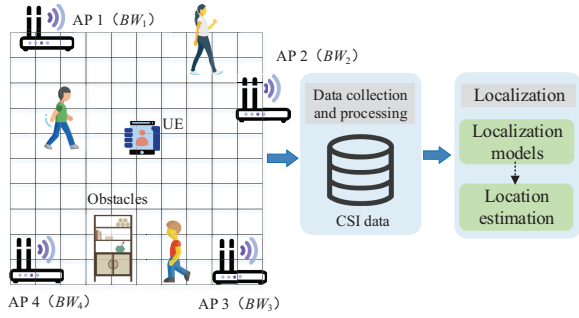 AP 1（BW₁）
AP 2（BW₂）
UE
Obstacles
AP 4（BW₄）
AP 3（BW₃）
Data collection
and processing
CSI data
Localization
Localization
models
Location
estimation